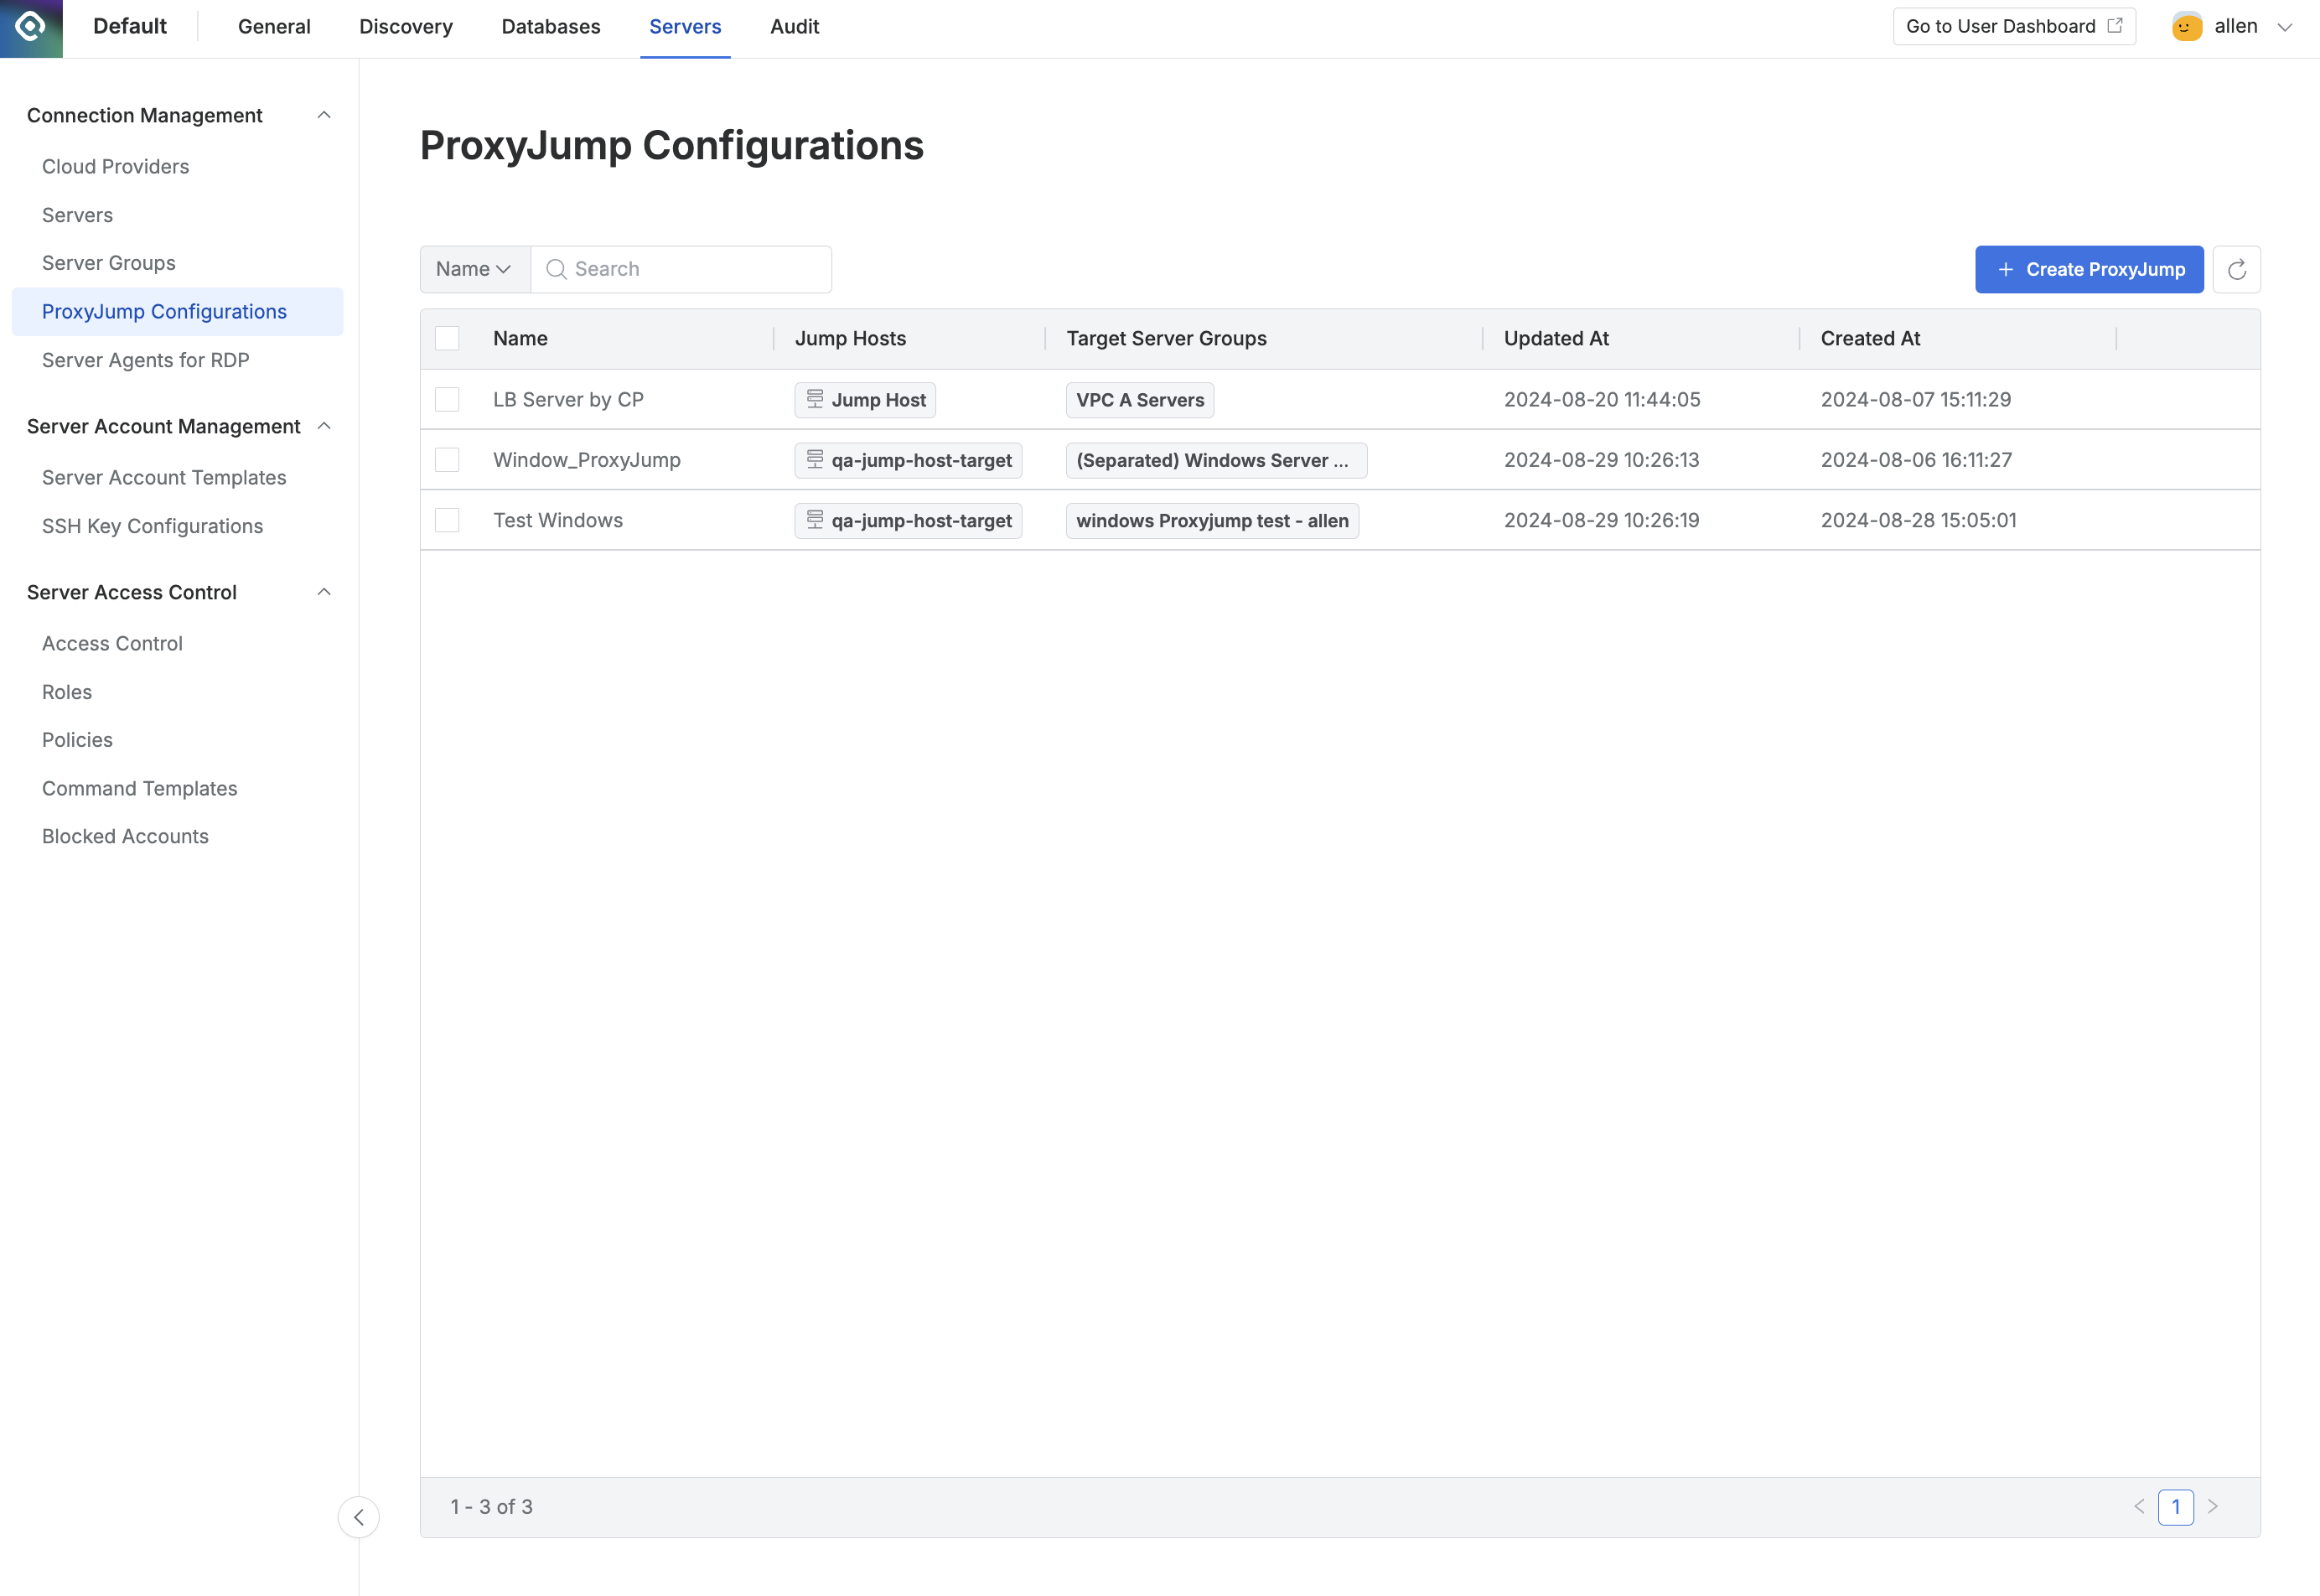 Default
General
Discovery
Databases
Servers
Audit
Go to User Dashboard
allen
Connection Management
Cloud Providers
Servers
Server Groups
ProxyJump Configurations
Server Agents for RDP
Server Account Management
Server Account Templates
SSH Key Configurations
Server Access Control
Access Control
Roles
Policies
Command Templates
Blocked Accounts
ProxyJump Configurations
Name
Search
Create ProxyJump
Name Jump Hosts Target Server Groups Updated At Created At
LB Server by CP Jump Host VPC A Servers 2024-08-20 11:44:05 2024-08-07 15:11:29
Window_ProxyJump qa-jump-host-target (Separated) Windows Server ... 2024-08-29 10:26:13 2024-08-06 16:11:27
Test Windows qa-jump-host-target windows Proxyjump test - allen 2024-08-29 10:26:19 2024-08-28 15:05:01
1 - 3 of 3
1